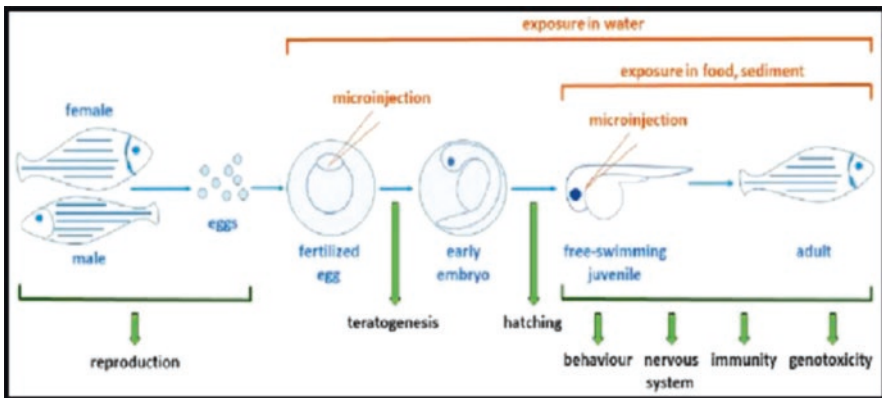 exposure in water
exposure in food, sediment
female
microinjection
microinjection
eggs
male
fertilized
egg
early
embryo
free-swimming
juvenile
adult
teratogenesis
hatching
reproduction
behaviour
nervous
system
immunity
genotoxicity